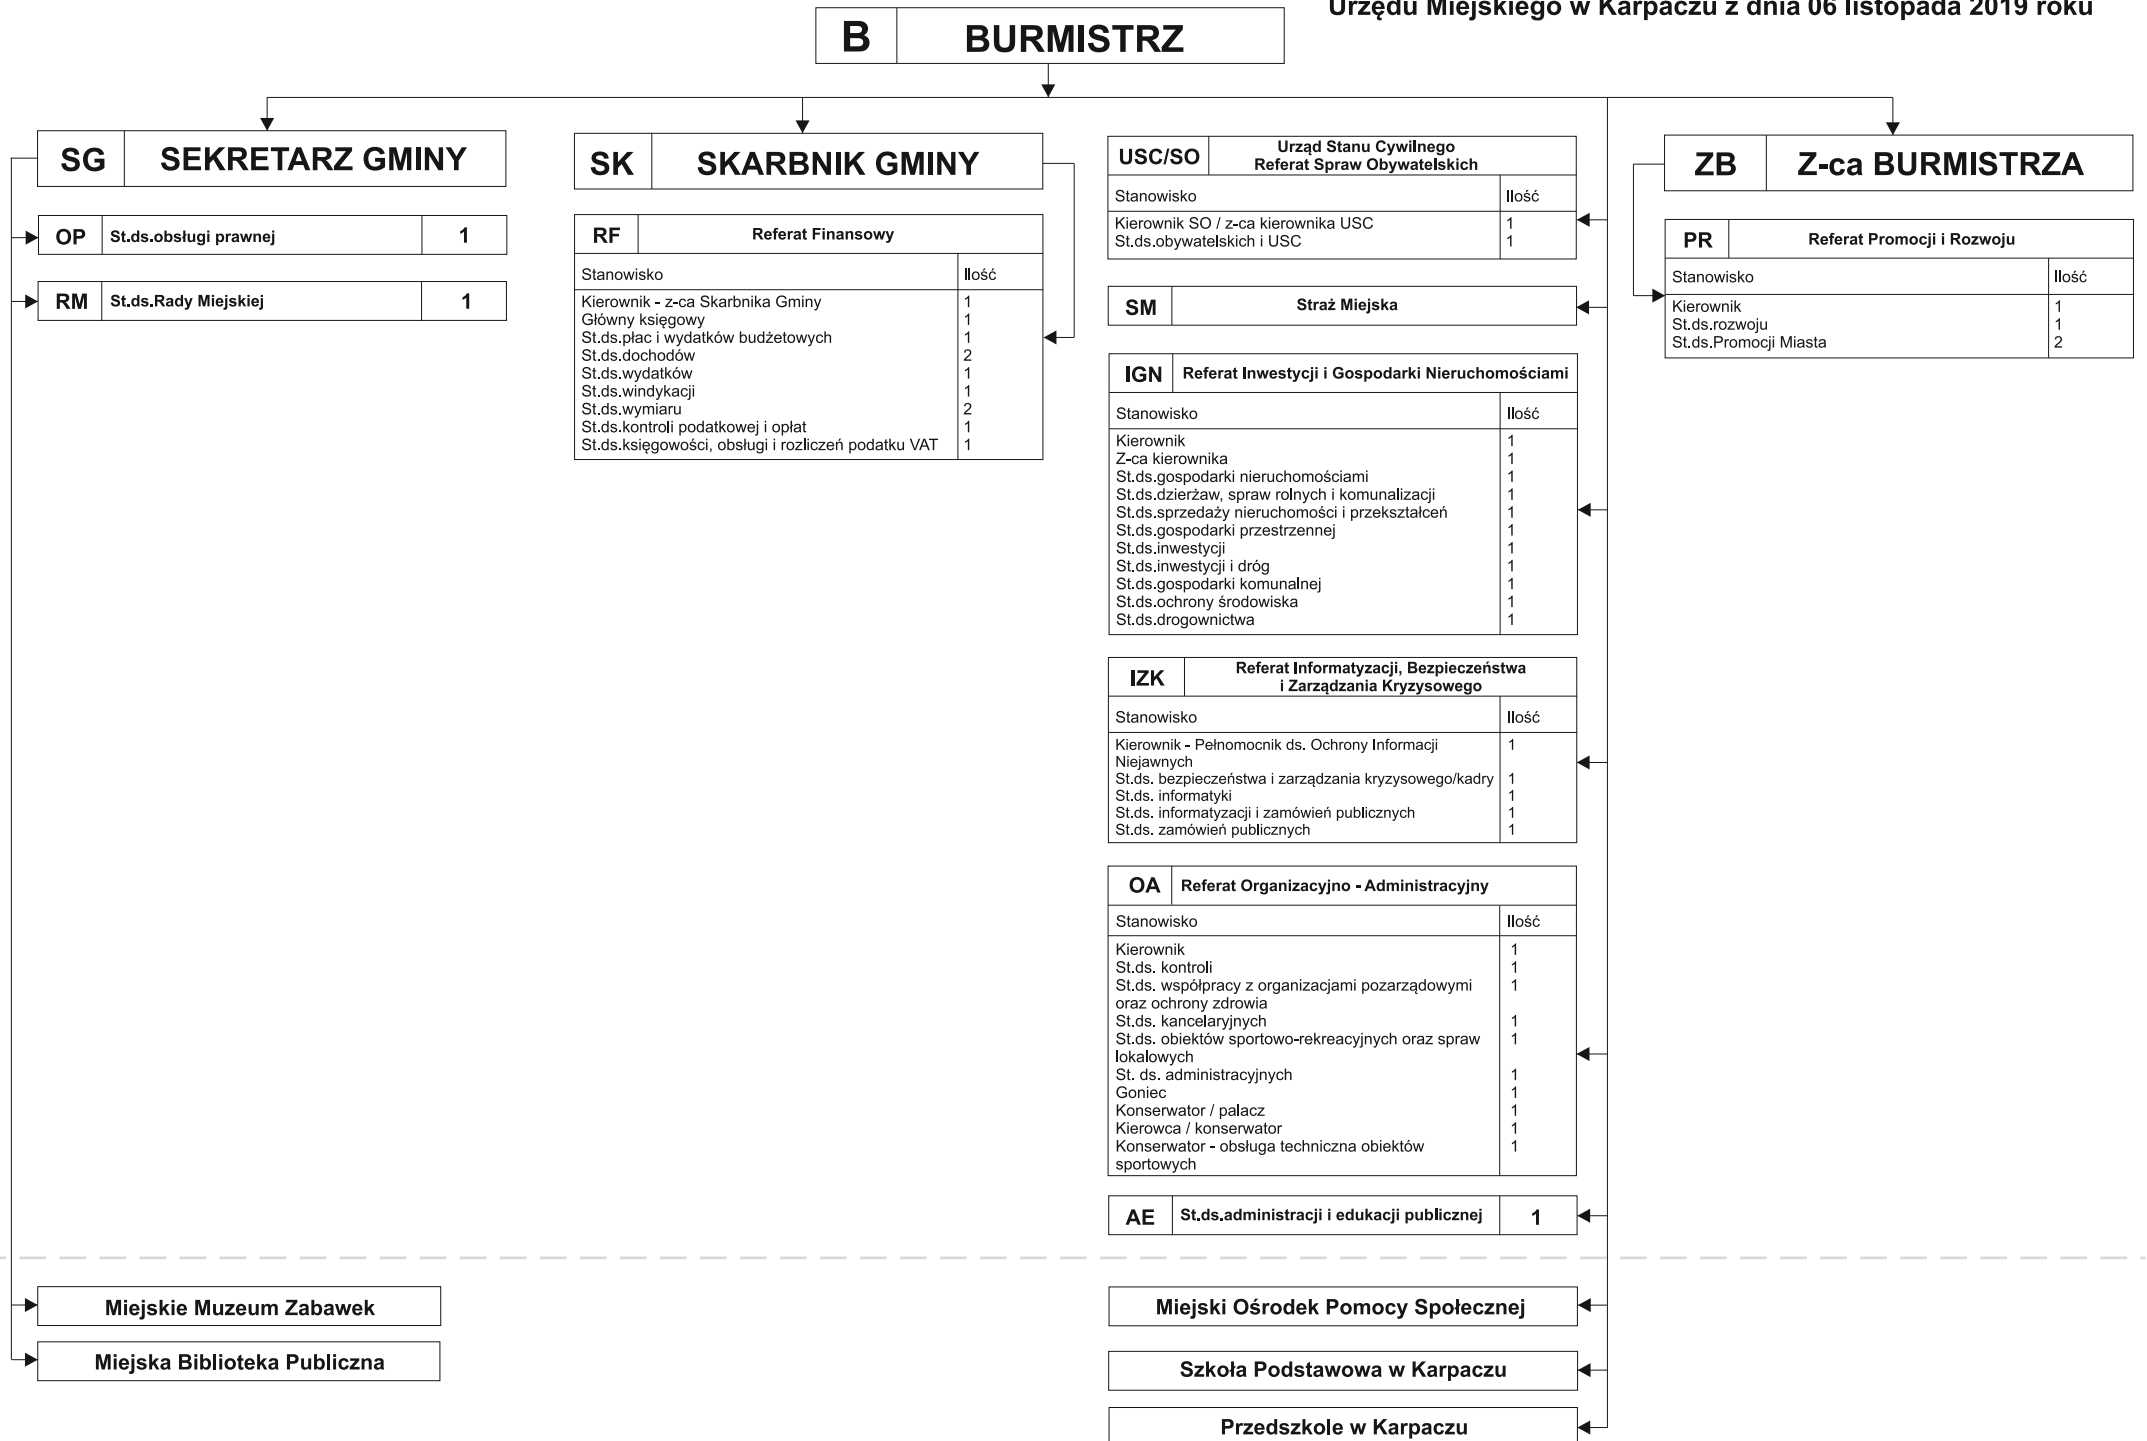 Urzędu Miejskiego w Karpaczu z dnia 06 listopada 2019 roku
B BURMISTRZ
SG SEKRETARZ GMINY
OP St.ds.obsługi prawnej 1
RM St.ds.Rady Miejskiej 1
SK SKARBNIK GMINY
RF Referat Finansowy
Stanowisko Ilość
Kierownik - z-ca Skarbnika Gminy 1
Główny księgowy 1
St.ds.płac i wydatków budżetowych 1
St.ds.dochodów 2
St.ds.wydatków 1
St.ds.windykacji 1
St.ds.wymiaru 2
St.ds.kontroli podatkowej i opłat 1
St.ds.księgowości, obsługi i rozliczeń podatku VAT 1
USC/SO Urząd Stanu Cywilnego
Referat Spraw Obywatelskich
Stanowisko Ilość
Kierownik SO / z-ca kierownika USC 1
St.ds.obywatelskich i USC 1
SM Straż Miejska
IGN Referat Inwestycji i Gospodarki Nieruchomościami
Stanowisko Ilość
Kierownik 1
Z-ca kierownika 1
St.ds.gospodarki nieruchomościami 1
St.ds.dzierżaw, spraw rolnych i komunalizacji 1
St.ds.sprzedaży nieruchomości i przekształceń 1
St.ds.gospodarki przestrzennej 1
St.ds.inwestycji 1
St.ds.inwestycji i dróg 1
St.ds.gospodarki komunalnej 1
St.ds.ochrony środowiska 1
St.ds.drogownictwa 1
IZK Referat Informatyzacji, Bezpieczeństwa
i Zarządzania Kryzysowego
Stanowisko Ilość
Kierownik - Pełnomocnik ds. Ochrony Informacji 1
Niejawnych
St.ds. bezpieczeństwa i zarządzania kryzysowego/kadry 1
St.ds. informatyki 1
St.ds. informatyzacji i zamówień publicznych 1
St.ds. zamówień publicznych 1
OA Referat Organizacyjno - Administracyjny
Stanowisko Ilość
Kierownik 1
St.ds. kontroli 1
St.ds. współpracy z organizacjami pozarządowymi 1
oraz ochrony zdrowia
St.ds. kancelaryjnych 1
St.ds. obiektów sportowo-rekreacyjnych oraz spraw 1
lokalowych
St. ds. administracyjnych 1
Goniec 1
Konserwator / palacz 1
Kierowca / konserwator 1
Konserwator - obsługa techniczna obiektów 1
sportowych
AE St.ds.administracji i edukacji publicznej 1
ZB Z-ca BURMISTRZA
PR Referat Promocji i Rozwoju
Stanowisko Ilość
Kierownik 1
St.ds.rozwoju 1
St.ds.Promocji Miasta 2
Miejskie Muzeum Zabawek
Miejska Biblioteka Publiczna
Miejski Ośrodek Pomocy Społecznej
Szkoła Podstawowa w Karpaczu
Przedszkole w Karpaczu